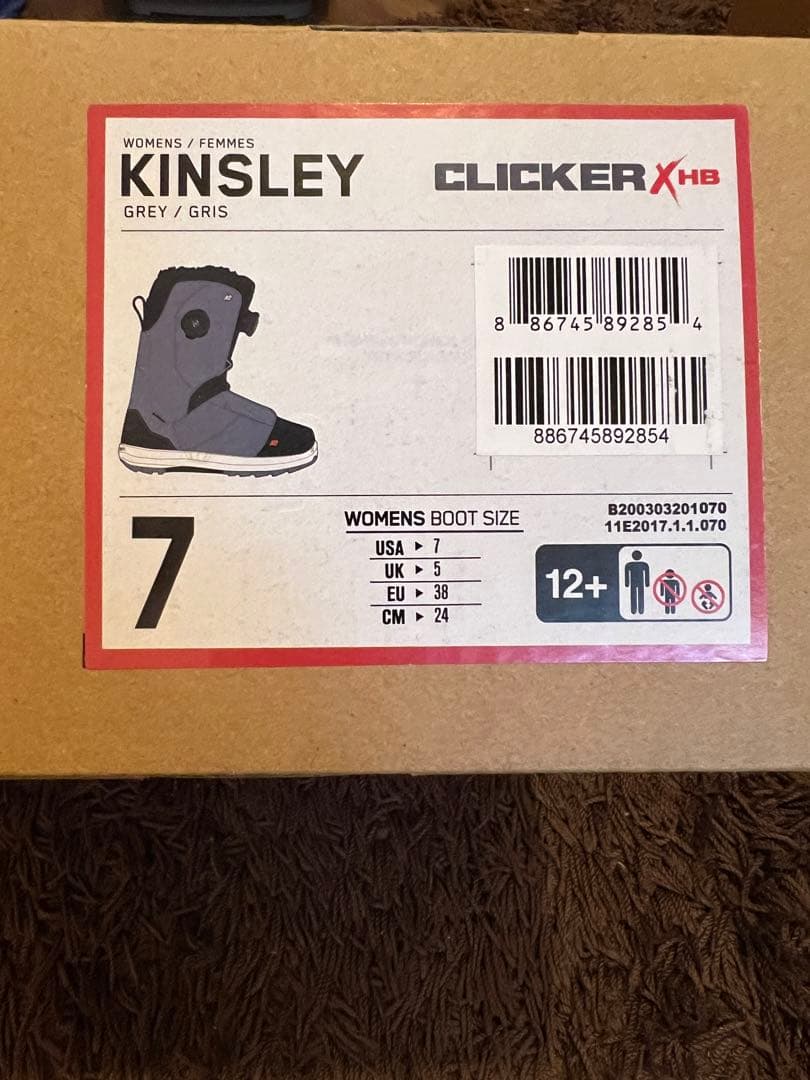 WOMENS / FEMMES
KINSLEY
GREY / GRIS
CLICKER X HB
8 86745 89285 4
886745892854
7
WOMENS BOOT SIZE
USA ▶ 7
UK ▶ 5
EU ▶ 38
CM ▶ 24
B200303201070
11E2017.1.1.070
12+